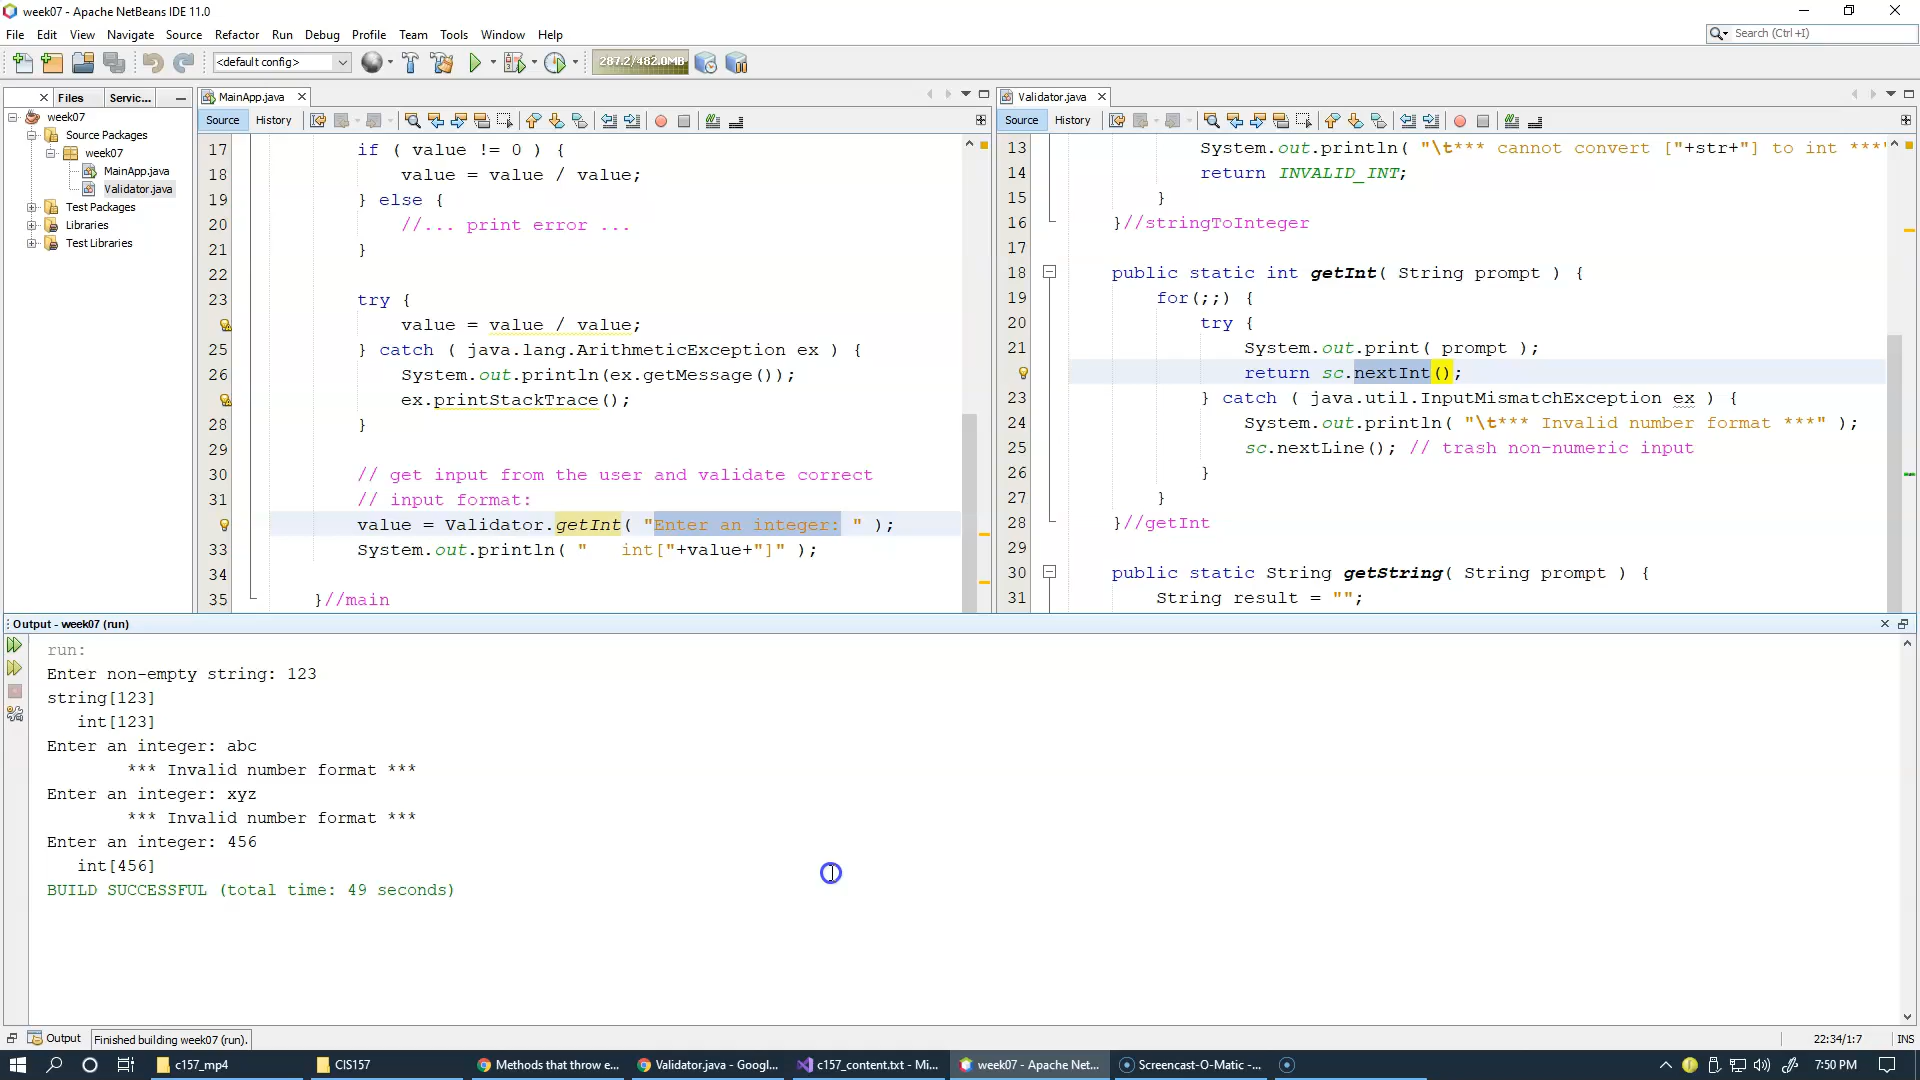 week07 - Apache NetBeans IDE 11.0
File Edit View Navigate Source Refactor Run Debug Profile Team Tools Window Help
Search (Ctrl+I)
<default config>
287.2/482.0MB
Files Servic...
week07
Source Packages
week07
MainApp.java
Validator.java
Test Packages
Libraries
Test Libraries
MainApp.java
Source History
17 if ( value != 0 ) {
18 value = value / value;
19 } else {
20 //... print error ...
21 }
22
23 try {
value = value / value;
25 } catch ( java.lang.ArithmeticException ex ) {
26 System.out.println(ex.getMessage());
ex.printStackTrace();
28 }
29
30 // get input from the user and validate correct
31 // input format:
value = Validator.getInt( "Enter an integer: " );
33 System.out.println( "   int["+value+"]" );
34
35 }//main
Validator.java
Source History
13 System.out.println( "\t*** cannot convert ["+str+"] to int ***"
14 return INVALID_INT;
15 }
16 }//stringToInteger
17
18 public static int getInt( String prompt ) {
19 for(;;) {
20 try {
21 System.out.print( prompt );
return sc.nextInt();
23 } catch ( java.util.InputMismatchException ex ) {
24 System.out.println( "\t*** Invalid number format ***" );
25 sc.nextLine(); // trash non-numeric input
26 }
27 }
28 }//getInt
29
30 public static String getString( String prompt ) {
31 String result = "";
Output - week07 (run)
run:
Enter non-empty string: 123
string[123]
int[123]
Enter an integer: abc
*** Invalid number format ***
Enter an integer: xyz
*** Invalid number format ***
Enter an integer: 456
int[456]
BUILD SUCCESSFUL (total time: 49 seconds)
Output
Finished building week07 (run).
22:34/1:7 INS
c157_mp4
CIS157
Methods that throw e...
Validator.java - Googl...
c157_content.txt - Mi...
week07 - Apache Net...
Screencast-O-Matic -...
7:50 PM